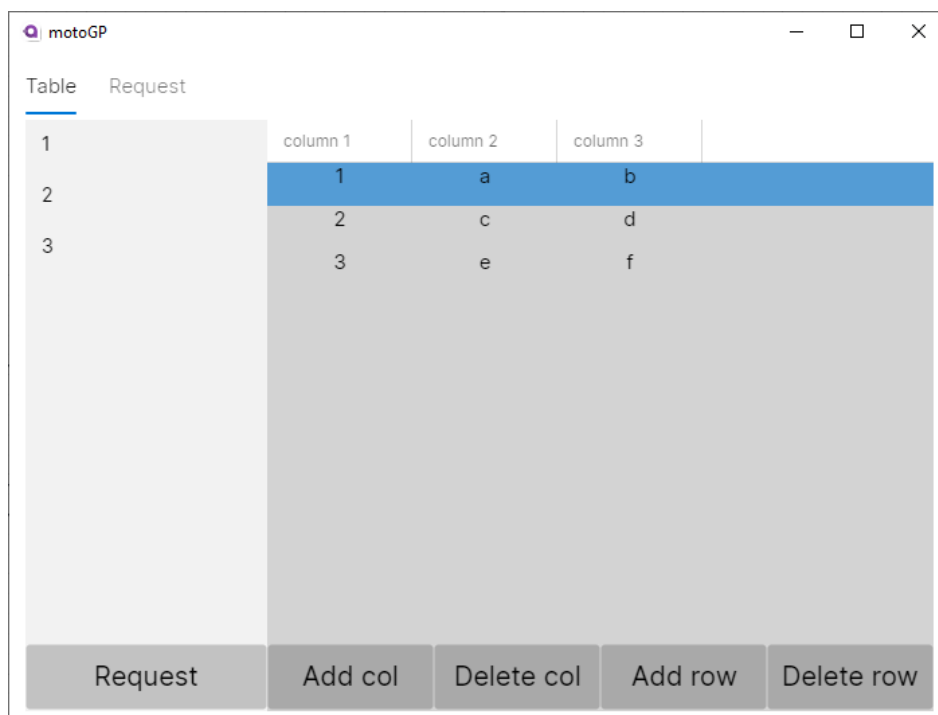 motoGP
Table Request
1
2
3
column 1 column 2 column 3
1 a b
2 c d
3 e f
Request Add col Delete col Add row Delete row